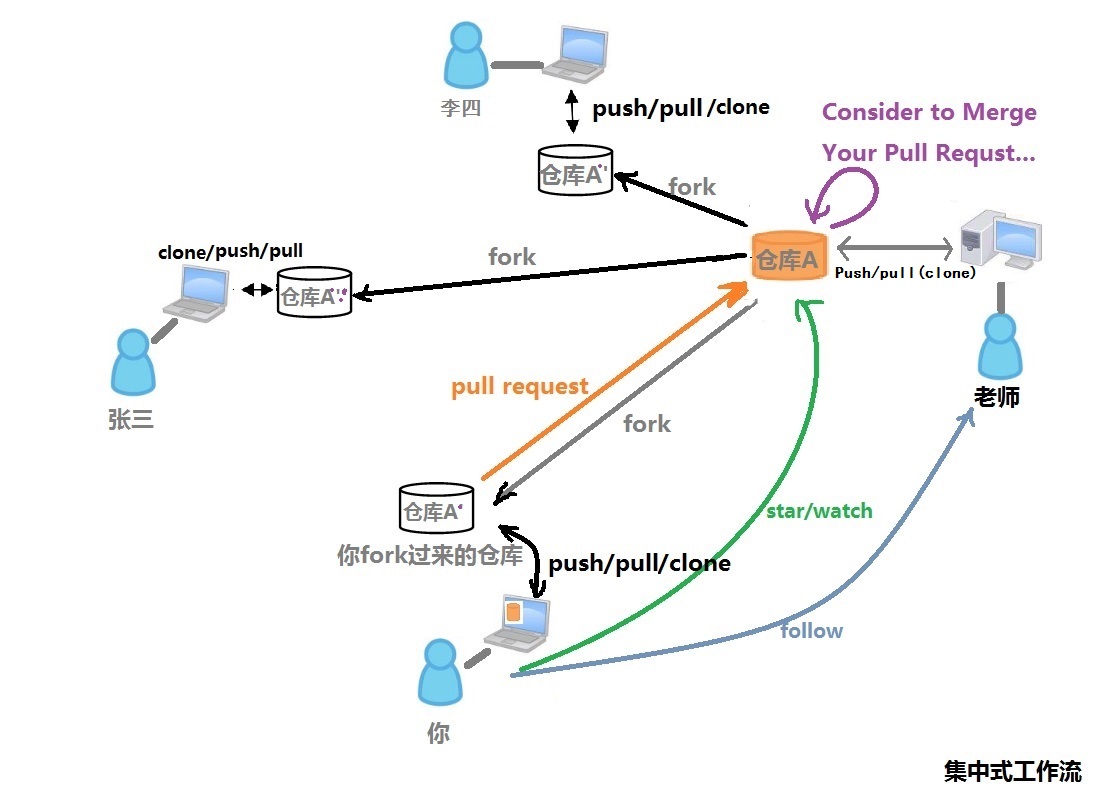 李四
push/pull/clone
Consider to Merge
Your Pull Requst...
仓库A''
fork
clone/push/pull
fork
仓库A
Push/pull(clone)
仓库A'''
张三
pull request
fork
老师
仓库A'
你fork过来的仓库
star/watch
push/pull/clone
follow
你
集中式工作流